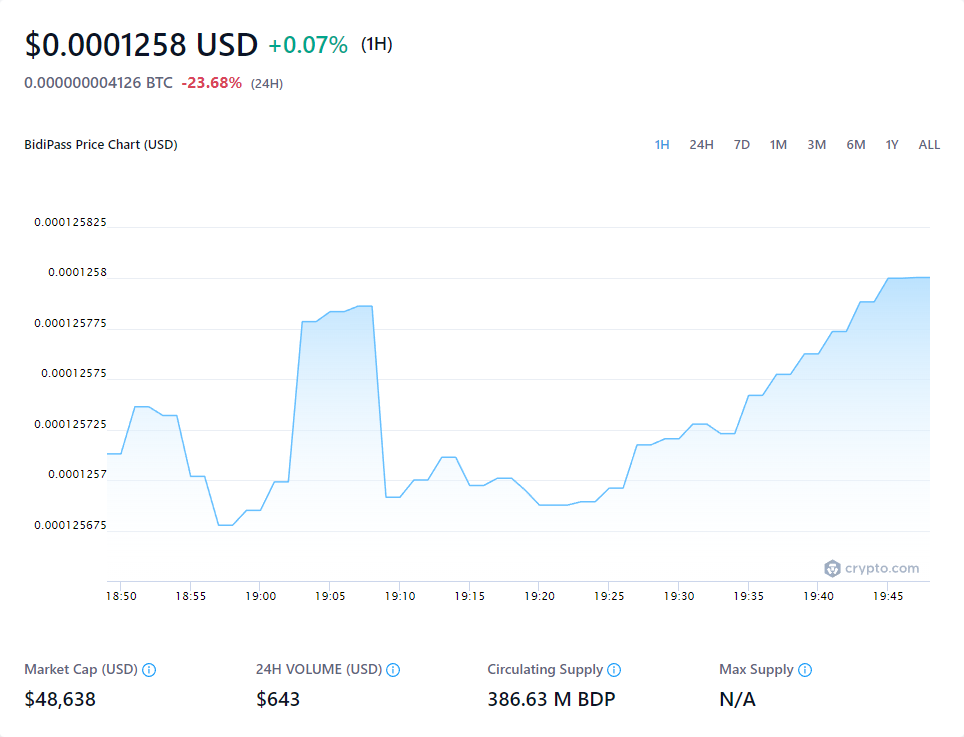 $0.0001258 USD +0.07% (1H)
0.000000004126 BTC -23.68% (24H)
BidiPass Price Chart (USD)
1H 24H 7D 1M 3M 6M 1Y ALL
0.000125825
0.0001258
0.000125775
0.00012575
0.000125725
0.0001257
0.000125675
crypto.com
18:50 18:55 19:00 19:05 19:10 19:15 19:20 19:25 19:30 19:35 19:40 19:45
Market Cap (USD) 24H VOLUME (USD) Circulating Supply Max Supply
$48,638 $643 386.63 M BDP N/A